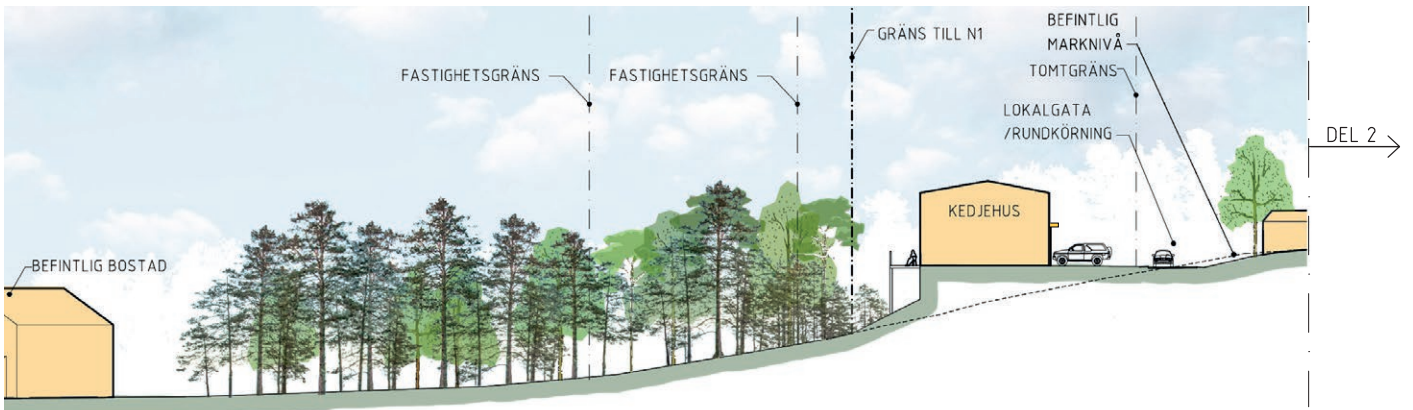 BEFINTLIG BOSTAD
FASTIGHETSGRÄNS
FASTIGHETSGRÄNS
GRÄNS TILL N1
KEDJEHUS
BEFINTLIG
MARKNIVÅ
TOMTGRÄNS
LOKALGATA
/RUNDKÖRNING
DEL 2